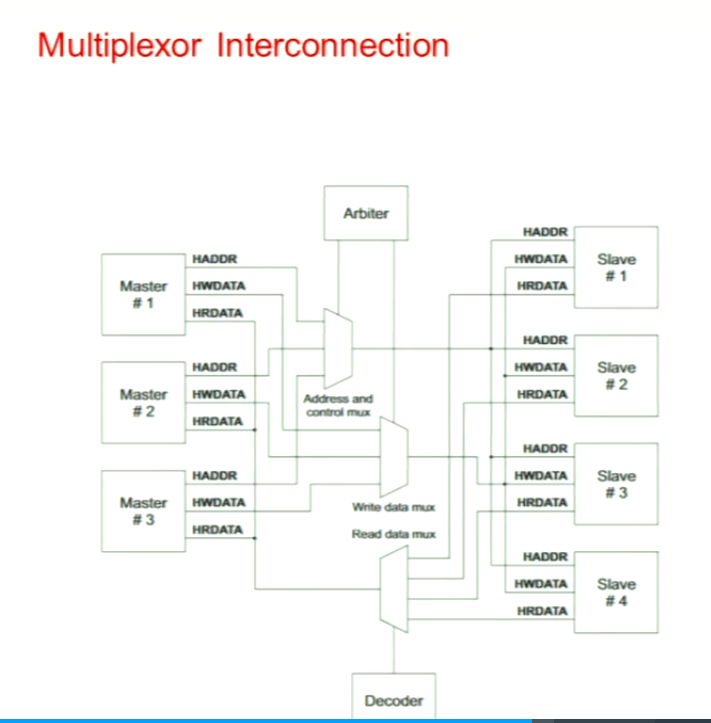 Multiplexor Interconnection
Arbiter
Master
# 1
HADDR
HWDATA
HRDATA
Master
# 2
HADDR
HWDATA
HRDATA
Master
# 3
HADDR
HWDATA
HRDATA
Address and
control mux
Write data mux
Read data mux
HADDR
HWDATA
HRDATA
Slave
# 1
HADDR
HWDATA
HRDATA
Slave
# 2
HADDR
HWDATA
HRDATA
Slave
# 3
HADDR
HWDATA
HRDATA
Slave
# 4
Decoder